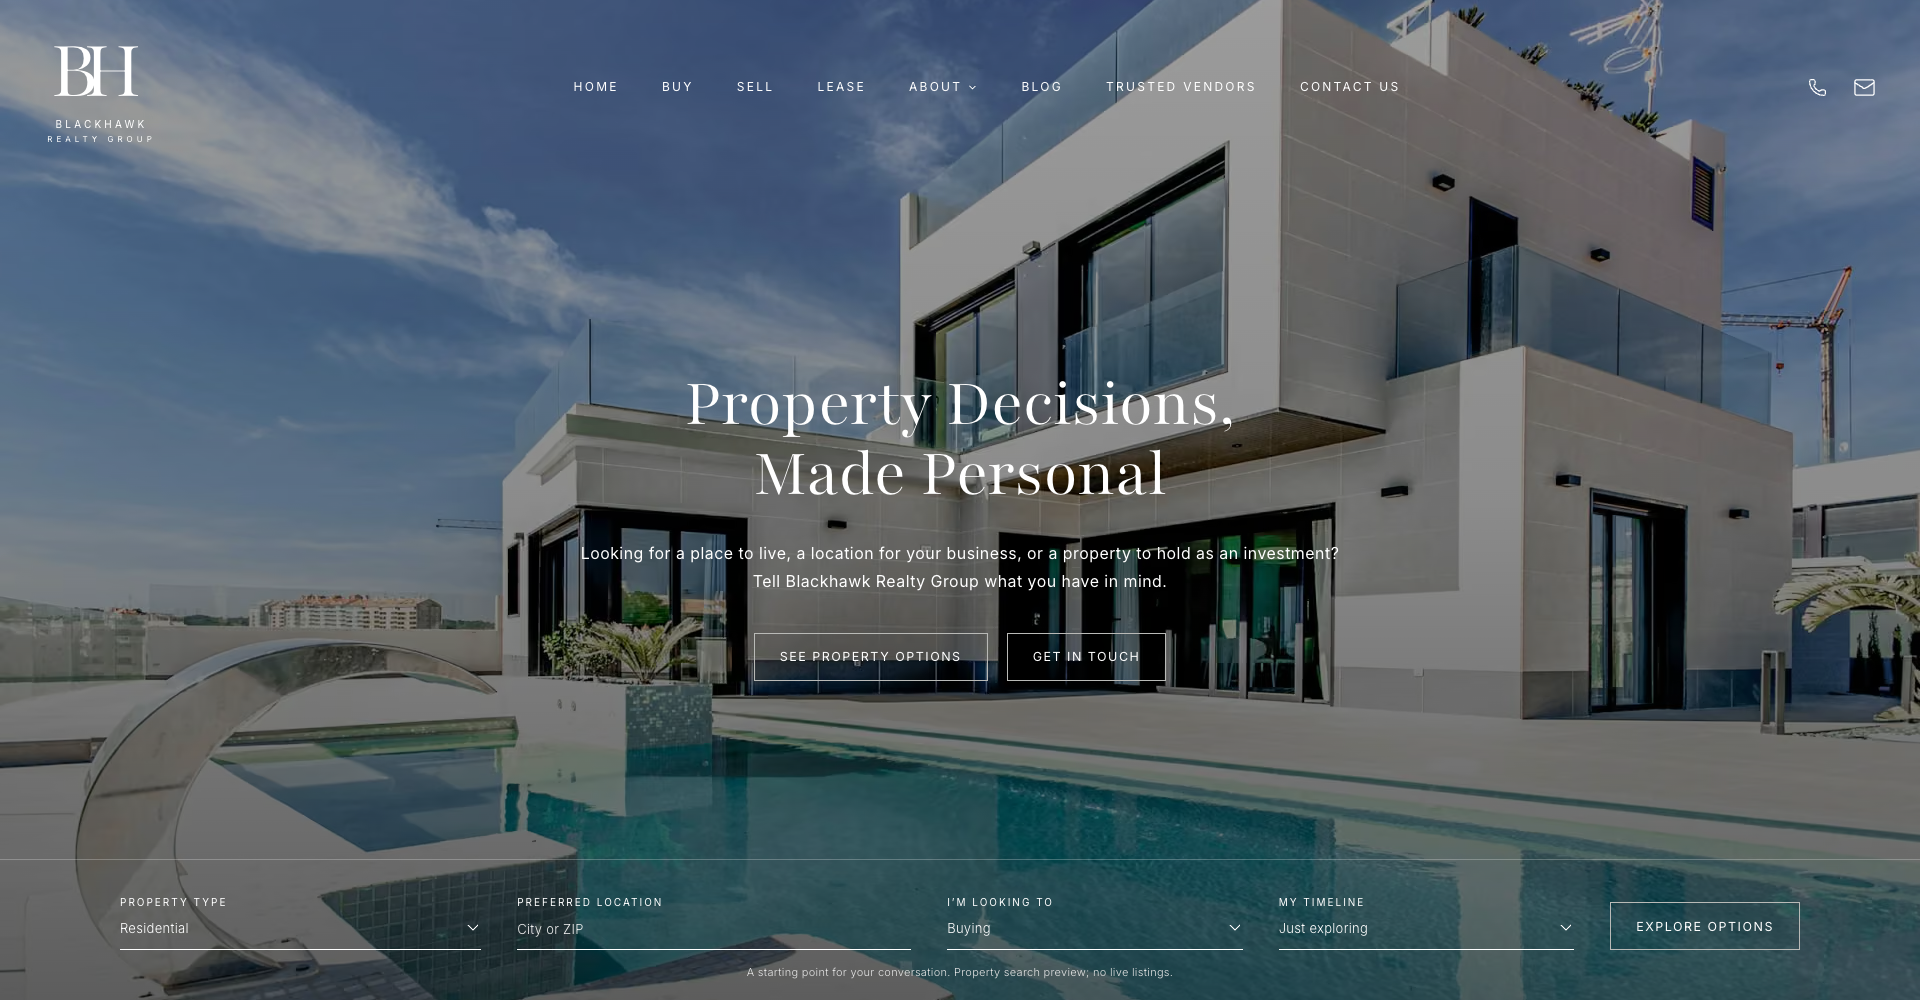 BH
BLACKHAWK
REALTY GROUP
HOME
BUY
SELL
LEASE
ABOUT
BLOG
TRUSTED VENDORS
CONTACT US
Property Decisions,
Made Personal
Looking for a place to live, a location for your business, or a property to hold as an investment?
Tell Blackhawk Realty Group what you have in mind.
SEE PROPERTY OPTIONS
GET IN TOUCH
PROPERTY TYPE
Residential
PREFERRED LOCATION
City or ZIP
I'M LOOKING TO
Buying
MY TIMELINE
Just exploring
EXPLORE OPTIONS
A starting point for your conversation. Property search preview; no live listings.